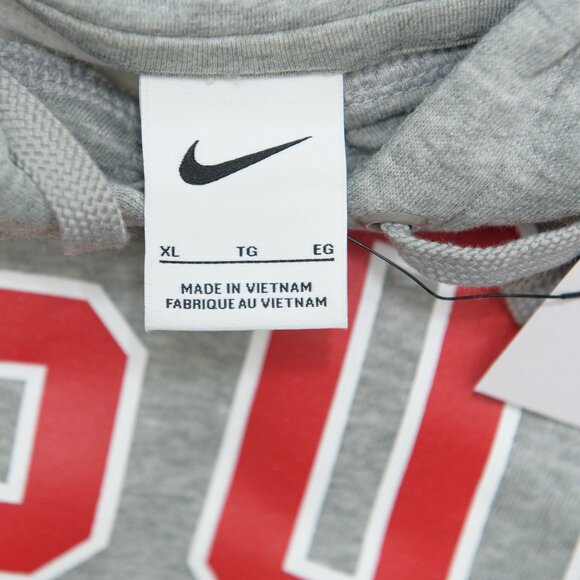 XL TG EG
MADE IN VIETNAM
FABRIQUE AU VIETNAM